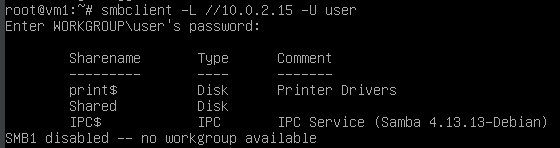 root@vm1:~# smbclient -L //10.0.2.15 -U user
Enter WORKGROUP\user's password:
Sharename Type Comment
--------- ---- -------
print$ Disk Printer Drivers
Shared Disk
IPC$ IPC IPC Service (Samba 4.13.13-Debian)
SMB1 disabled -- no workgroup available